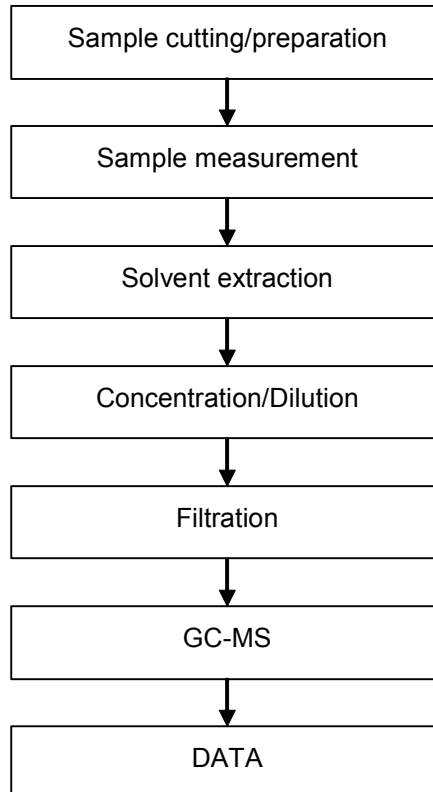 Sample cutting/preparation
Sample measurement
Solvent extraction
Concentration/Dilution
Filtration
GC-MS
DATA